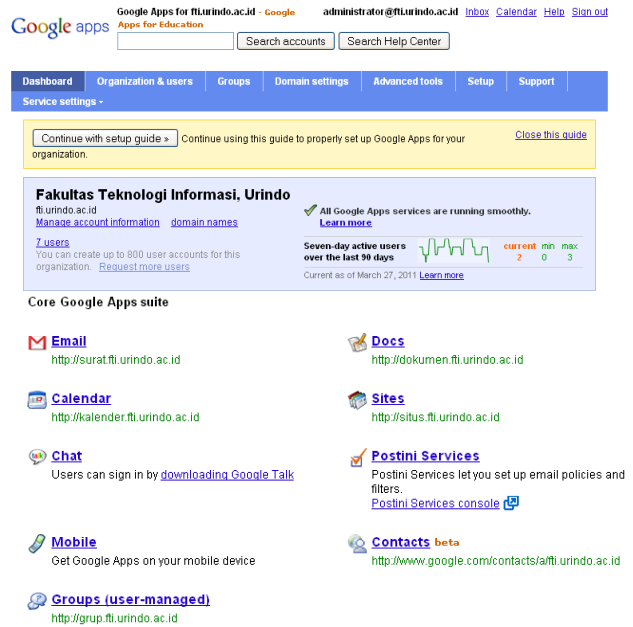 Google apps
Google Apps for fti.urindo.ac.id - Google
Apps for Education
administrator@fti.urindo.ac.id Inbox Calendar Help Sign out
Search accounts Search Help Center
Dashboard Organization & users Groups Domain settings Advanced tools Setup Support
Service settings
Continue with setup guide » Continue using this guide to properly set up Google Apps for your
organization.
Close this guide
Fakultas Teknologi Informasi, Urindo
fti.urindo.ac.id
Manage account information domain names
7 users
You can create up to 800 user accounts for this
organization. Request more users
All Google Apps services are running smoothly.
Learn more
Seven-day active users current min max
over the last 90 days 2 0 3
Current as of March 27, 2011 Learn more
Core Google Apps suite
Email
http://surat.fti.urindo.ac.id
Docs
http://dokumen.fti.urindo.ac.id
Calendar
http://kalender.fti.urindo.ac.id
Sites
http://situs.fti.urindo.ac.id
Chat
Users can sign in by downloading Google Talk
Postini Services
Postini Services let you set up email policies and
filters.
Postini Services console
Mobile
Get Google Apps on your mobile device
Contacts beta
http://www.google.com/contacts/a/fti.urindo.ac.id
Groups (user-managed)
http://grup.fti.urindo.ac.id